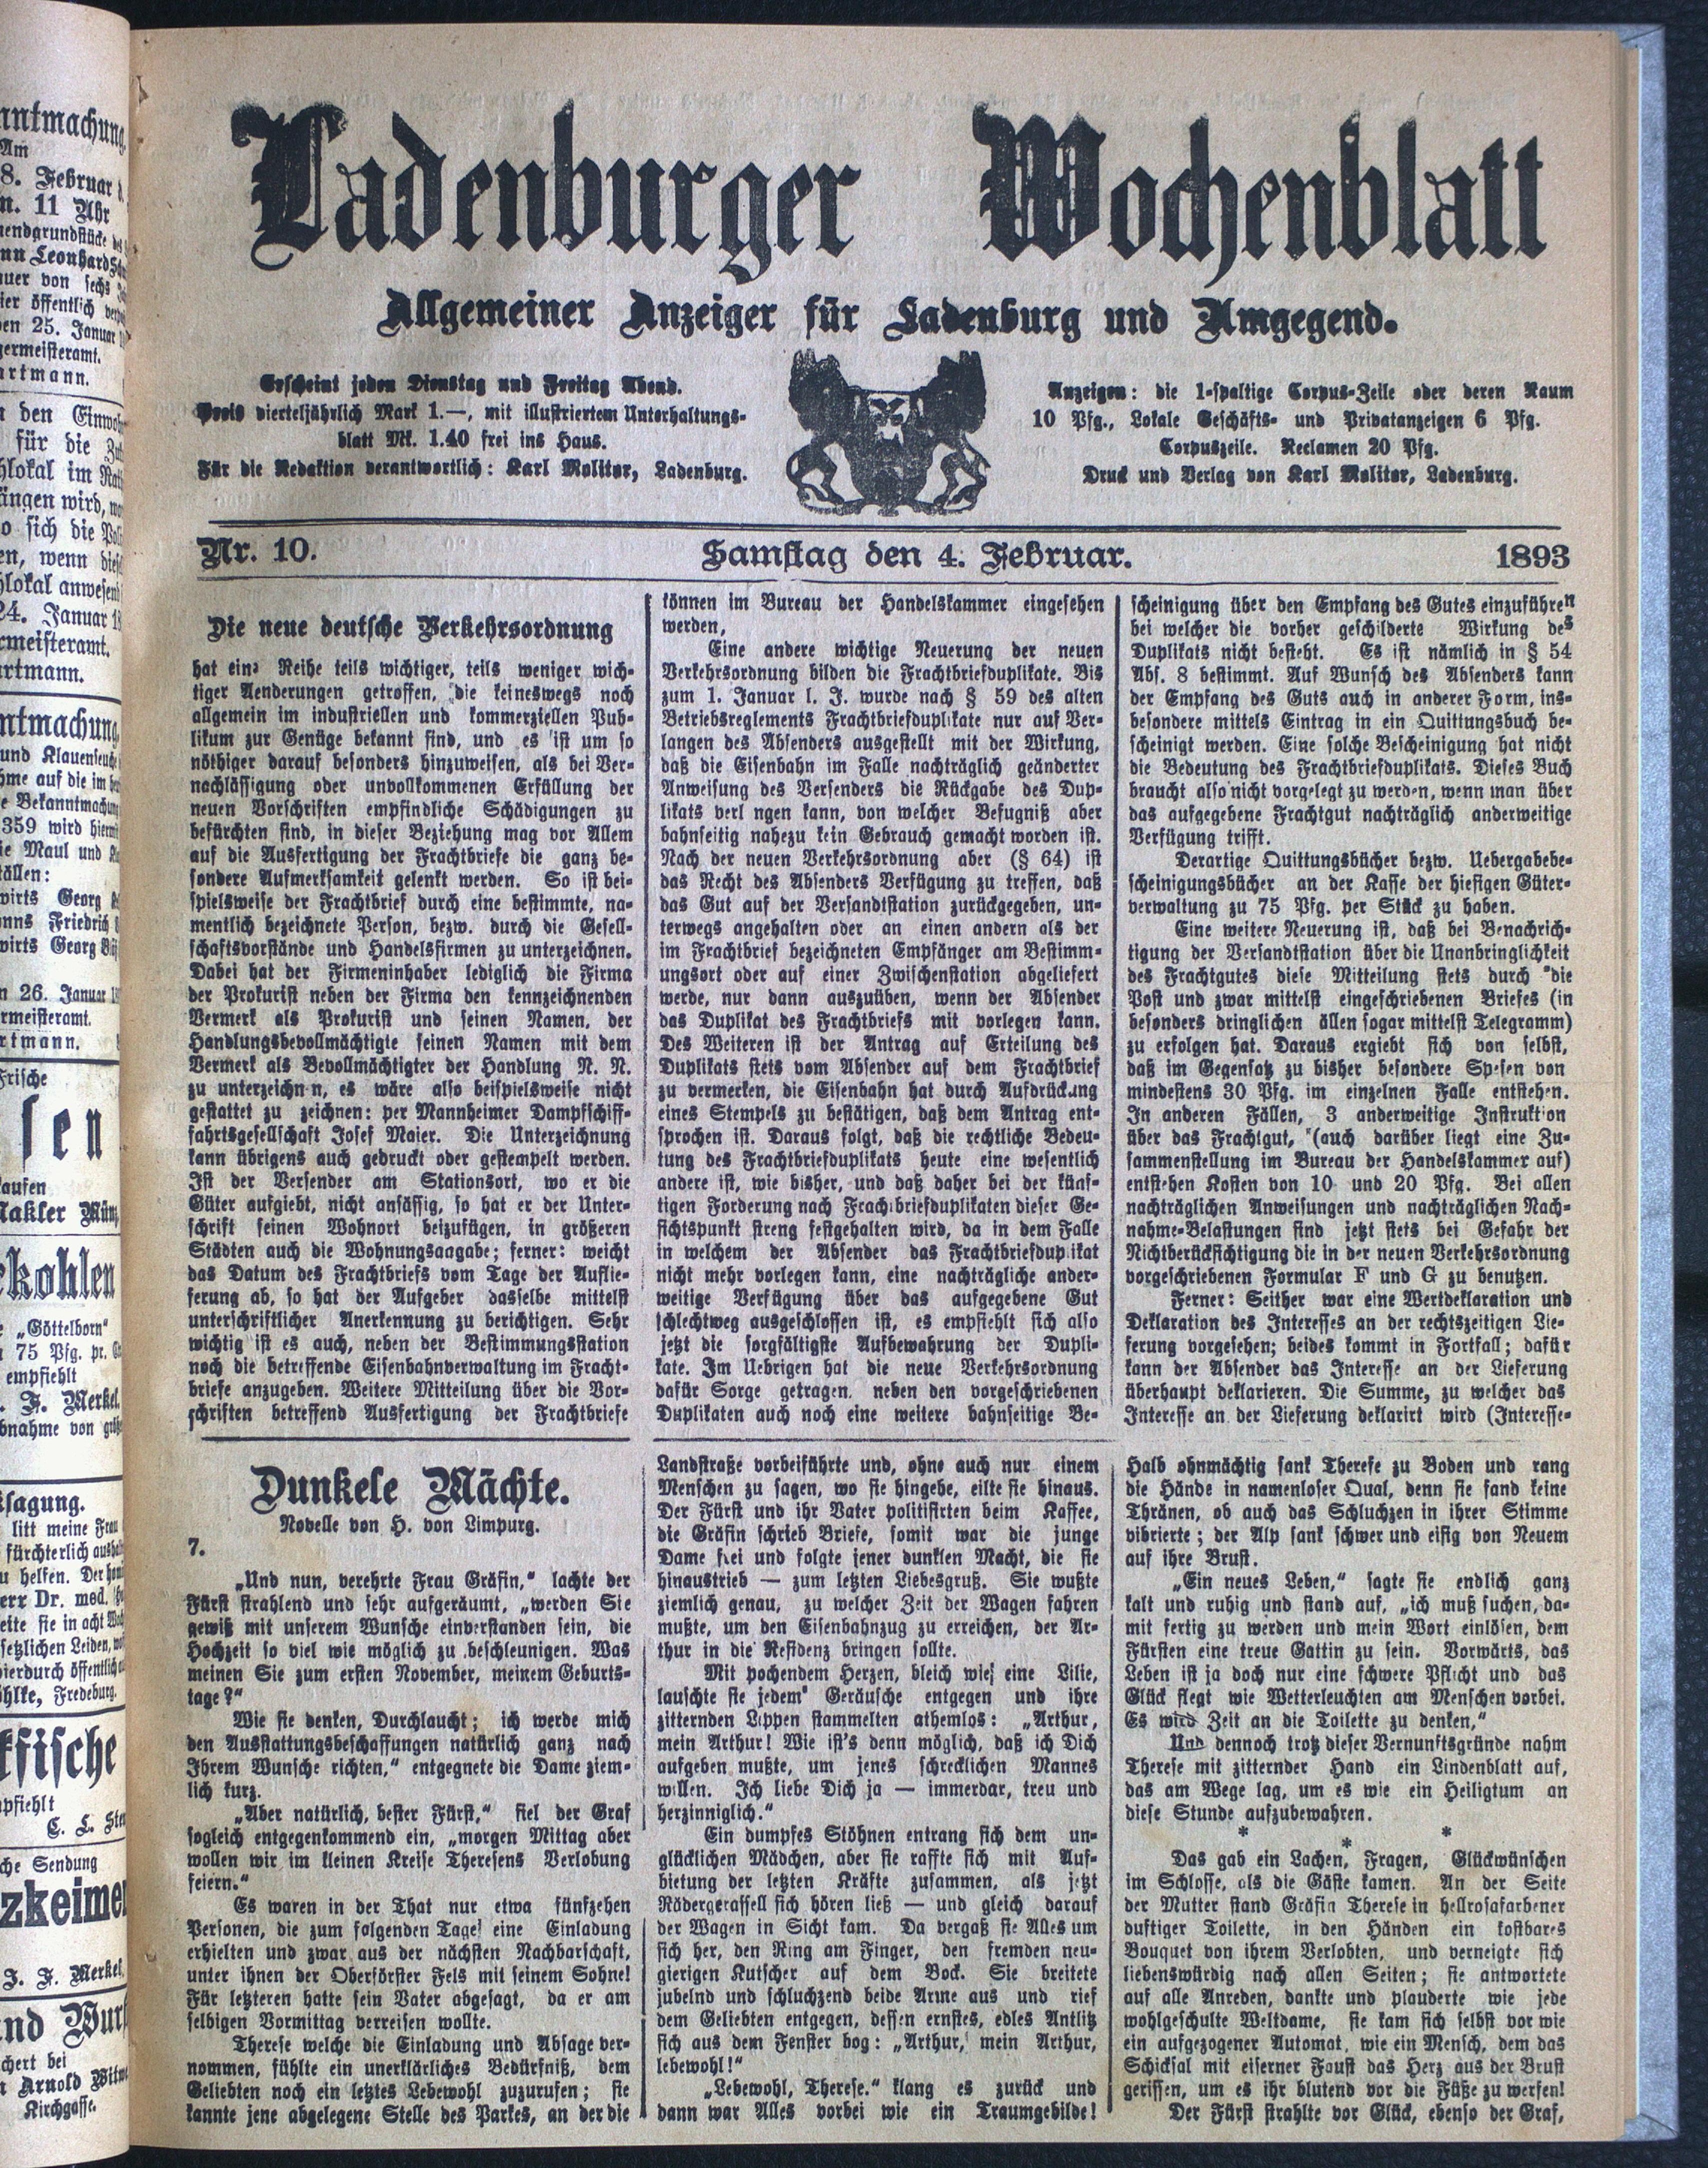 Ladenburger Wochenblatt
Allgemeiner Anzeiger für Ladenburg und Umgegend.
Erscheint jeden Dienstag und Freitag Abend.
Preis vierteljährlich Mark 1.—, mit illustriertem Unterhaltungs-
blatt Mk. 1.40 frei ins Haus.
Für die Redaktion verantwortlich: Karl Molitor, Ladenburg.
Anzeigen: die 1-spaltige Corpus-Zeile oder deren Raum
10 Pfg., Lokale Geschäfts- und Privatanzeigen 6 Pfg.
Corpuszeile. Reclamen 20 Pfg.
Druck und Verlag von Karl Molitor, Ladenburg.
Nr. 10. Samstag den 4. Februar. 1893
Die neue deutsche Verkehrsordnung
hat eine Reihe teils wichtiger, teils weniger wich-
tiger Aenderungen getroffen, die keineswegs noch
allgemein im industriellen und kommerziellen Pub-
likum zur Genüge bekannt sind, und es ist um so
nöthiger darauf besonders hinzuweisen, als bei Ver-
nachlässigung oder unvollkommenen Erfüllung der
neuen Vorschriften empfindliche Schädigungen zu
befürchten sind, in dieser Beziehung mag vor Allem
auf die Ausfertigung der Frachtbriefe die ganz be-
sondere Aufmerksamkeit gelenkt werden. So ist bei-
spielsweise der Frachtbrief durch eine bestimmte, na-
mentlich bezeichnete Person, bezw. durch die Gesell-
schaftsvorstände und Handelsfirmen zu unterzeichnen.
Dabei hat der Firmeninhaber lediglich die Firma
der Prokurist neben der Firma den kennzeichnenden
Vermerk als Prokurist und seinen Namen, der
Handlungsbevollmächtigte seinen Namen mit dem
Vermerk als Bevollmächtigter der Handlung N. N.
zu unterzeichn n, es wäre also beispielsweise nicht
gestattet zu zeichnen: per Mannheimer Dampfschiff-
fahrtsgesellschaft Josef Maier. Die Unterzeichnung
kann übrigens auch gedruckt oder gestempelt werden.
Ist der Versender am Stationsort, wo er die
Güter aufgiebt, nicht ansässig, so hat er der Unter-
schrift seinen Wohnort beizufügen, in größeren
Städten auch die Wohnungsangabe; ferner: weicht
das Datum des Frachtbriefs vom Tage der Auflie-
ferung ab, so hat der Aufgeber dasselbe mittelst
unterschriftlicher Anerkennung zu berichtigen. Sehr
wichtig ist es auch, neben der Bestimmungsstation
noch die betreffende Eisenbahnverwaltung im Fracht-
briefe anzugeben. Weitere Mitteilung über die Vor-
schriften betreffend Ausfertigung der Frachtbriefe
können im Bureau der Handelskammer eingesehen
werden,
Eine andere wichtige Neuerung der neuen
Verkehrsordnung bilden die Frachtbriefduplikate. Bis
zum 1. Januar l. J. wurde nach § 59 des alten
Betriebsreglements Frachtbriefduplikate nur auf Ver-
langen des Absenders ausgestellt mit der Wirkung,
daß die Eisenbahn im Falle nachträglich geänderter
Anweisung des Versenders die Rückgabe des Dup-
likats verl ngen kann, von welcher Befugniß aber
bahnseitig nahezu kein Gebrauch gemacht worden ist.
Nach der neuen Verkehrsordnung aber (§ 64) ist
das Recht des Absenders Verfügung zu treffen, daß
das Gut auf der Versandtstation zurückgegeben, un-
terwegs angehalten oder an einen andern als der
im Frachtbrief bezeichneten Empfänger am Bestimm-
ungsort oder auf einer Zwischenstation abgeliefert
werde, nur dann auszuüben, wenn der Absender
das Duplikat des Frachtbriefs mit vorlegen kann.
Des Weiteren ist der Antrag auf Erteilung des
Duplikats stets vom Absender auf dem Frachtbrief
zu vermerken, die Eisenbahn hat durch Aufdrückung
eines Stempels zu bestätigen, daß dem Antrag ent-
sprochen ist. Daraus folgt, daß die rechtliche Bedeu-
tung des Frachtbriefduplikats heute eine wesentlich
andere ist, wie bisher, und daß daher bei der künf-
tigen Forderung nach Frachtbriefduplikaten dieser Ge-
sichtspunkt streng festgehalten wird, da in dem Falle
in welchem der Absender das Frachtbriefduplikat
nicht mehr vorlegen kann, eine nachträgliche ander-
weitige Verfügung über das aufgegebene Gut
schlechtweg ausgeschlossen ist, es empfiehlt sich also
jetzt die sorgfältigste Aufbewahrung der Dupli-
kate. Im Uebrigen hat die neue Verkehrsordnung
dafür Sorge getragen, neben den vorgeschriebenen
Duplikaten auch noch eine weitere bahnseitige Be-
scheinigung über den Empfang des Gutes einzuführen
bei welcher die vorher geschilderte Wirkung des
Duplikats nicht besteht. Es ist nämlich in § 54
Abs. 8 bestimmt. Auf Wunsch des Absenders kann
der Empfang des Guts auch in anderer Form, ins-
besondere mittels Eintrag in ein Quittungsbuch be-
scheinigt werden. Eine solche Bescheinigung hat nicht
die Bedeutung des Frachtbriefduplikats. Dieses Buch
braucht also nicht vorgelegt zu werden, wenn man über
das aufgegebene Frachtgut nachträglich anderweitige
Verfügung trifft.
Derartige Quittungsbücher bezw. Uebergabebe-
scheinigungsbücher an der Kasse der hiesigen Güter-
verwaltung zu 75 Pfg. per Stück zu haben.
Eine weitere Neuerung ist, daß bei Benachrich-
tigung der Versandtstation über die Unanbringlichkeit
des Frachtgutes diese Mitteilung stets durch die
Post und zwar mittelst eingeschriebenen Briefes (in
besonders dringlichen ällen sogar mittelst Telegramm)
zu erfolgen hat. Daraus ergiebt sich von selbst,
daß im Gegensatz zu bisher besondere Spesen von
mindestens 30 Pfg. im einzelnen Falle entstehen.
In anderen Fällen, 3 anderweitige Instruktion
über das Frachtgut, (auch darüber liegt eine Zu-
sammenstellung im Bureau der Handelskammer auf)
entstehen Kosten von 10 und 20 Pfg. Bei allen
nachträglichen Anweisungen und nachträglichen Nach-
nahme-Belastungen sind jetzt stets bei Gefahr der
Nichtberücksichtigung die in der neuen Verkehrsordnung
vorgeschriebenen Formular F und G zu benutzen.
Ferner: Seither war eine Wertdeklaration und
Deklaration des Interesses an der rechtszeitigen Lie-
ferung vorgesehen; beides kommt in Fortfall; dafür
kann der Absender das Interesse an der Lieferung
überhaupt deklarieren. Die Summe, zu welcher das
Interesse an der Lieferung deklarirt wird (Interesse-
Dunkele Mächte.
Novelle von H. von Limpurg.
7.
„Und nun, verehrte Frau Gräfin,“ lachte der
Fürst strahlend und sehr aufgeräumt, „werden Sie
gewiß mit unserem Wunsche einverstanden sein, die
Hochzeit so viel wie möglich zu beschleunigen. Was
meinen Sie zum ersten November, meinem Geburts-
tage?“
Wie sie denken, Durchlaucht; ich werde mich
den Ausstattungsbeschaffungen natürlich ganz nach
Ihrem Wunsche richten,“ entgegnete die Dame ziem-
lich kurz.
„Aber natürlich, bester Fürst,“ fiel der Graf
sogleich entgegenkommend ein, „morgen Mittag aber
wollen wir im kleinen Kreise Theresens Verlobung
feiern.“
Es waren in der That nur etwa fünfzehen
Personen, die zum folgenden Tage eine Einladung
erhielten und zwar aus der nächsten Nachbarschaft,
unter ihnen der Oberförster Fels mit seinem Sohne!
Für letzteren hatte sein Vater abgesagt, da er am
selbigen Vormittag verreisen wollte.
Therese welche die Einladung und Absage ver-
nommen, fühlte ein unerklärliches Bedürfniß, dem
Geliebten noch ein letztes Lebewohl zuzurufen; sie
kannte jene abgelegene Stelle des Parkes, an der die
Landstraße vorbeiführte und, ohne auch nur einem
Menschen zu sagen, wo sie hingehe, eilte sie hinaus.
Der Fürst und ihr Vater politisirten beim Kaffee,
die Gräfin schrieb Briefe, somit war die junge
Dame frei und folgte jener dunklen Macht, die sie
hinaustrieb — zum letzten Liebesgruß. Sie wußte
ziemlich genau, zu welcher Zeit der Wagen fahren
mußte, um den Eisenbahnzug zu erreichen, der Ar-
thur in die Residenz bringen sollte.
Mit pochendem Herzen, bleich wie eine Lilie,
lauschte sie jedem Geräusche entgegen und ihre
zitternden Lippen stammelten athemlos: „Arthur,
mein Arthur! Wie ist's denn möglich, daß ich Dich
aufgeben mußte, um jenes schrecklichen Mannes
willen. Ich liebe Dich ja — immerdar, treu und
herzinniglich.“
Ein dumpfes Stöhnen entrang sich dem un-
glücklichen Mädchen, aber sie raffte sich mit Auf-
bietung der letzten Kräfte zusammen, als jetzt
Rädergerassell sich hören ließ — und gleich darauf
der Wagen in Sicht kam. Da vergaß sie Alles um
sich her, den Ring am Finger, den fremden neu-
gierigen Kutscher auf dem Bock. Sie breitete
jubelnd und schluchzend beide Arme aus und rief
dem Geliebten entgegen, dessen ernstes, edles Antlitz
sich aus dem Fenster bog: „Arthur, mein Arthur,
lebewohl!“
„Lebewohl, Therese.“ klang es zurück und
dann war Alles vorbei wie ein Traumgebilde!
Halb ohnmächtig sank Therese zu Boden und rang
die Hände in namenloser Qual, denn sie fand keine
Thränen, ob auch das Schluchzen in ihrer Stimme
vibrierte; der Alp sank schwer und eisig von Neuem
auf ihre Brust.
„Ein neues Leben,“ sagte sie endlich ganz
kalt und ruhig und stand auf, „ich muß suchen, da-
mit fertig zu werden und mein Wort einlösen, dem
Fürsten eine treue Gattin zu sein. Vorwärts, das
Leben ist ja doch nur eine schwere Pflicht und das
Glück fliegt wie Wetterleuchten am Menschen vorbei.
Es wird Zeit an die Toilette zu denken,“
Und dennoch trotz dieser Vernunftsgründe nahm
Therese mit zitternder Hand ein Lindenblatt auf,
das am Wege lag, um es wie ein Heiligtum an
diese Stunde aufzubewahren.
* * *
Das gab ein Lachen, Fragen, Glückwünschen
im Schlosse, als die Gäste kamen. An der Seite
der Mutter stand Gräfin Therese in hellrosafarbener
duftiger Toilette, in den Händen ein kostbares
Bouquet von ihrem Verlobten, und verneigte sich
liebenswürdig nach allen Seiten; sie antwortete
auf alle Anreden, dankte und plauderte wie jede
wohlgeschulte Weltdame, sie kam sich selbst vor wie
ein aufgezogener Automat, wie ein Mensch, dem das
Schicksal mit eiserner Faust das Herz aus der Brust
gerissen, um es ihr blutend vor die Füße zu werfen!
Der Fürst strahlte vor Glück, ebenso der Graf,